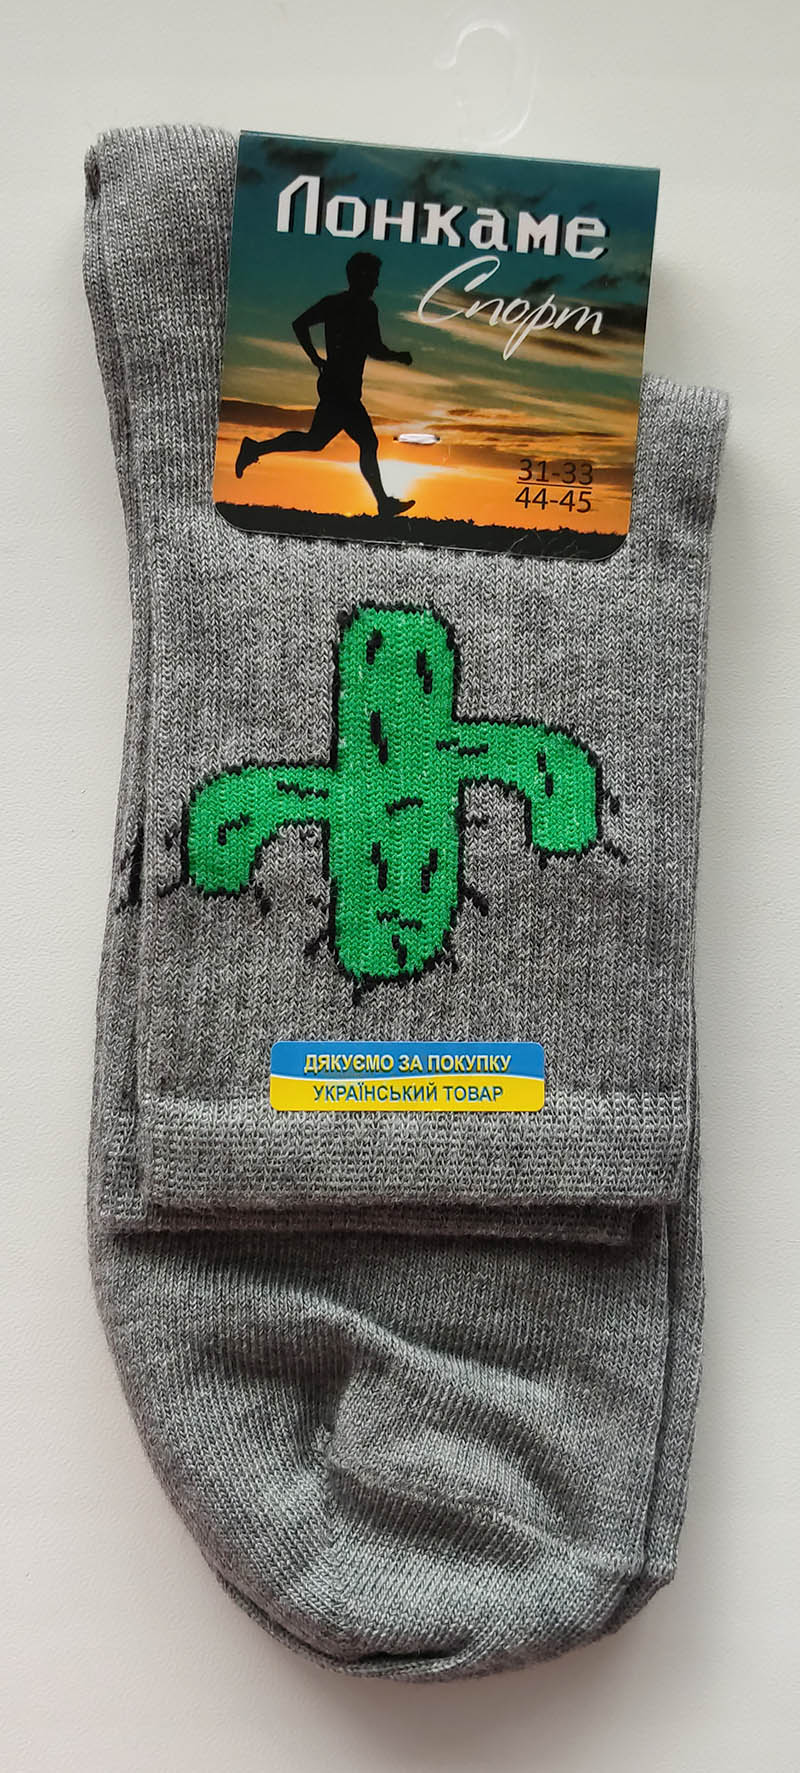 Лонкаме
Спорт
31-33
44-45
ДЯКУЄМО ЗА ПОКУПКУ
УКРАЇНСЬКИЙ ТОВАР